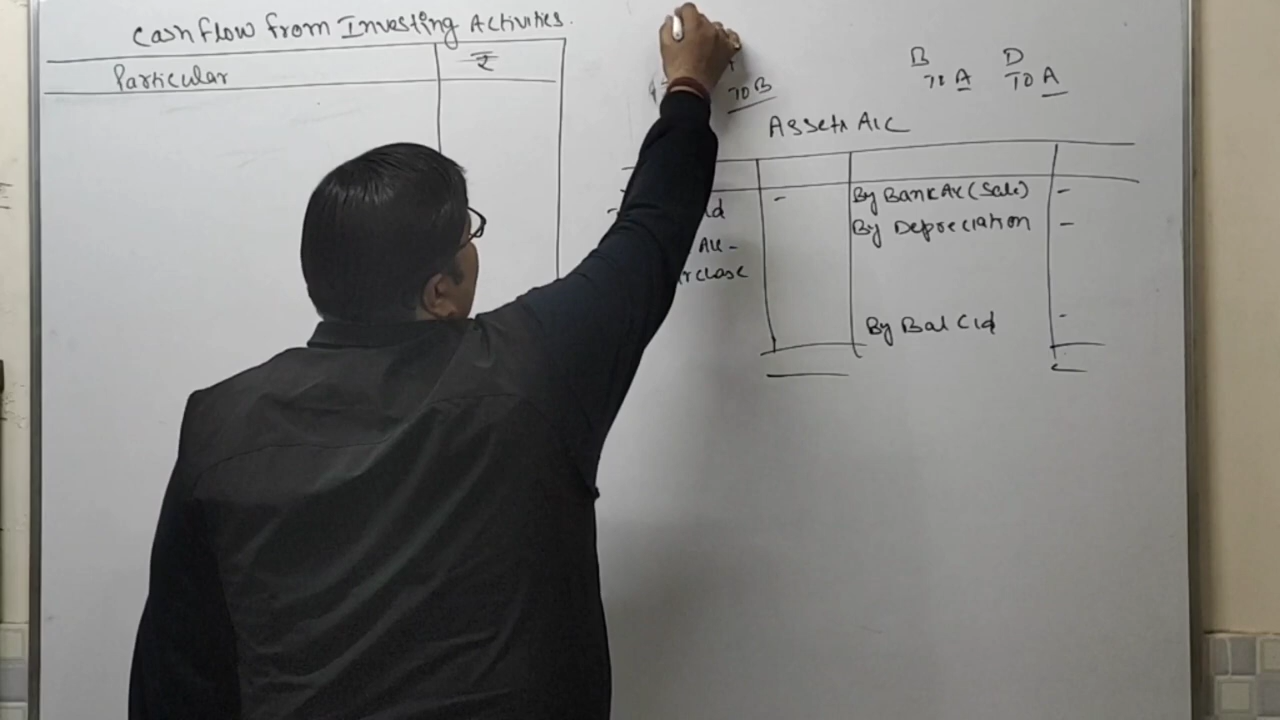 Cash flow from Investing Activities.
Particular ₹
To B
B
To A
D
To A
Assets A/c
By Bank A/c (Sale) -
By Depreciation -
A/c -
By Bal C/d -